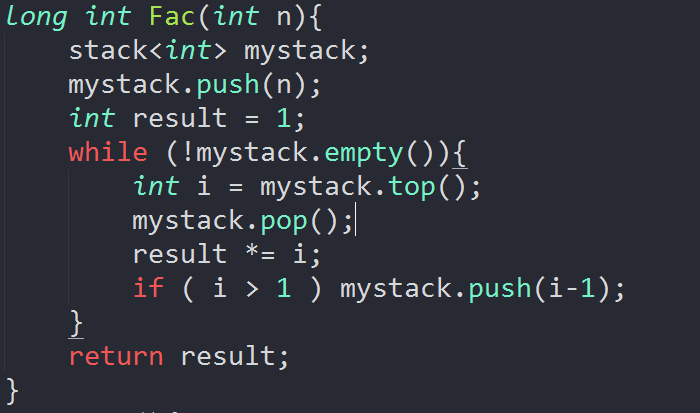 long int Fac(int n){
    stack<int> mystack;
    mystack.push(n);
    int result = 1;
    while (!mystack.empty()){
        int i = mystack.top();
        mystack.pop();
        result *= i;
        if ( i > 1 ) mystack.push(i-1);
    }
    return result;
}